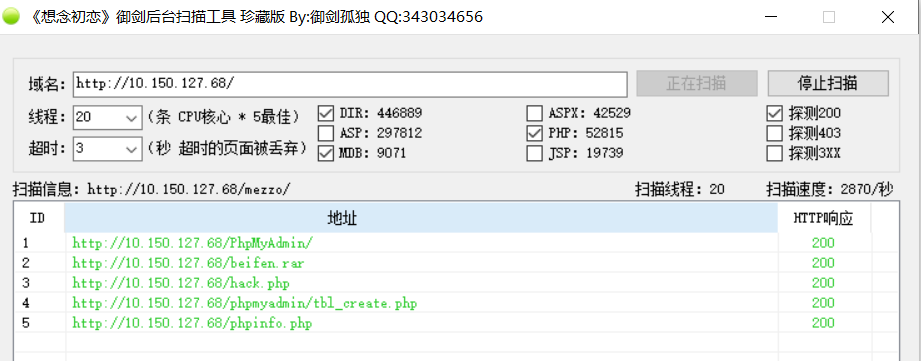 《想念初恋》御剑后台扫描工具 珍藏版 By:御剑孤独 QQ:343034656
域名: http://10.150.127.68/ 正在扫描 停止扫描
线程: 20 (条 CPU核心 * 5最佳) DIR: 446889 ASPX: 42529 探测200
ASP: 297812 PHP: 52815 探测403
超时: 3 (秒 超时的页面被丢弃) MDB: 9071 JSP: 19739 探测3XX
扫描信息: http://10.150.127.68/mezzo/ 扫描线程: 20 扫描速度: 2870/秒
ID 地址 HTTP响应
1 http://10.150.127.68/PhpMyAdmin/ 200
2 http://10.150.127.68/beifen.rar 200
3 http://10.150.127.68/hack.php 200
4 http://10.150.127.68/phpmyadmin/tbl_create.php 200
5 http://10.150.127.68/phpinfo.php 200